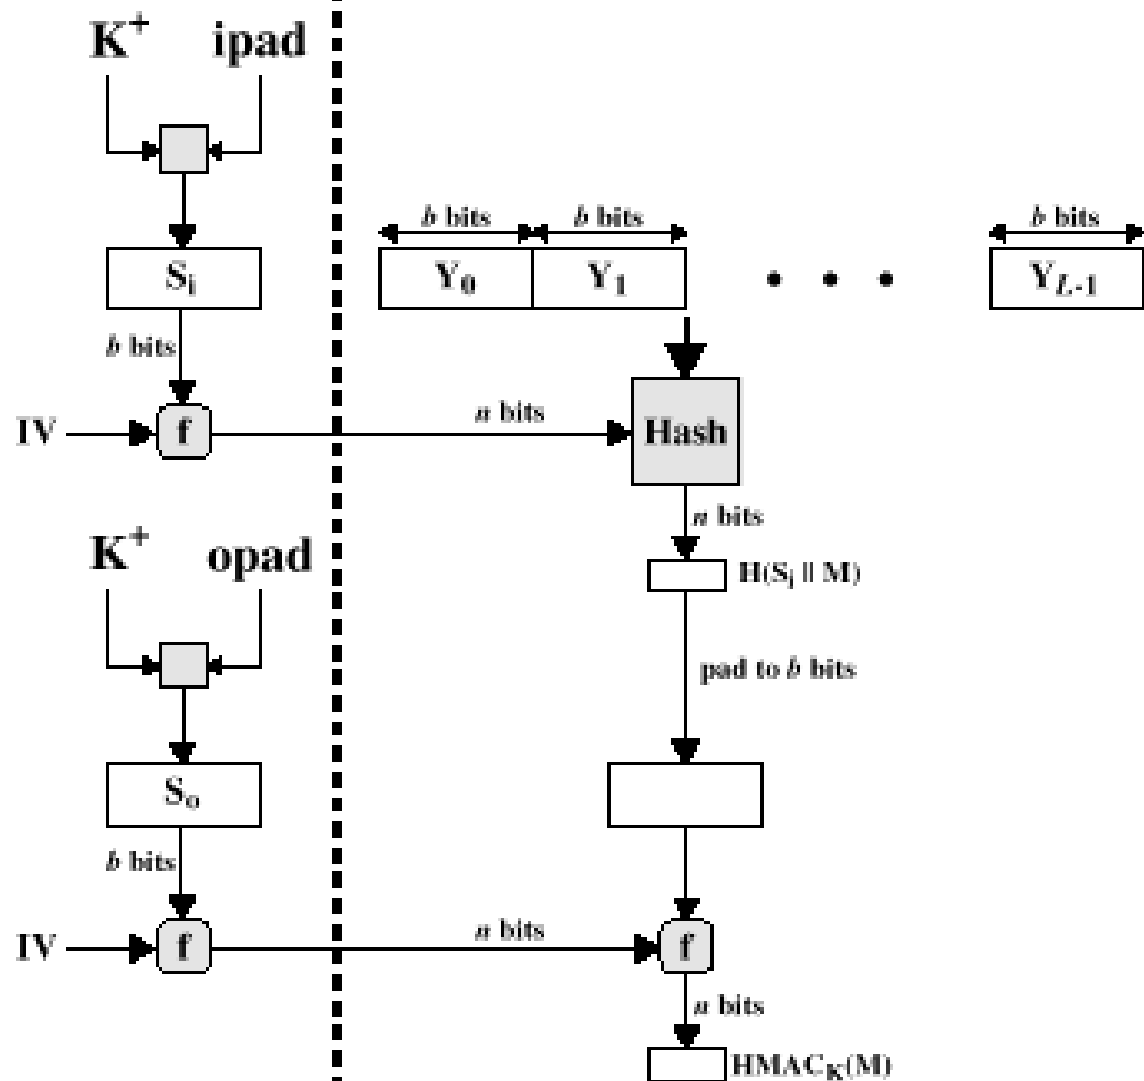 K+ ipad
b bits b bits b bits
Si Y0 Y1 • • • YL-1
b bits
IV f n bits Hash
n bits
K+ opad H(Si || M)
pad to b bits
So
b bits
IV f n bits f
n bits
HMACK(M)